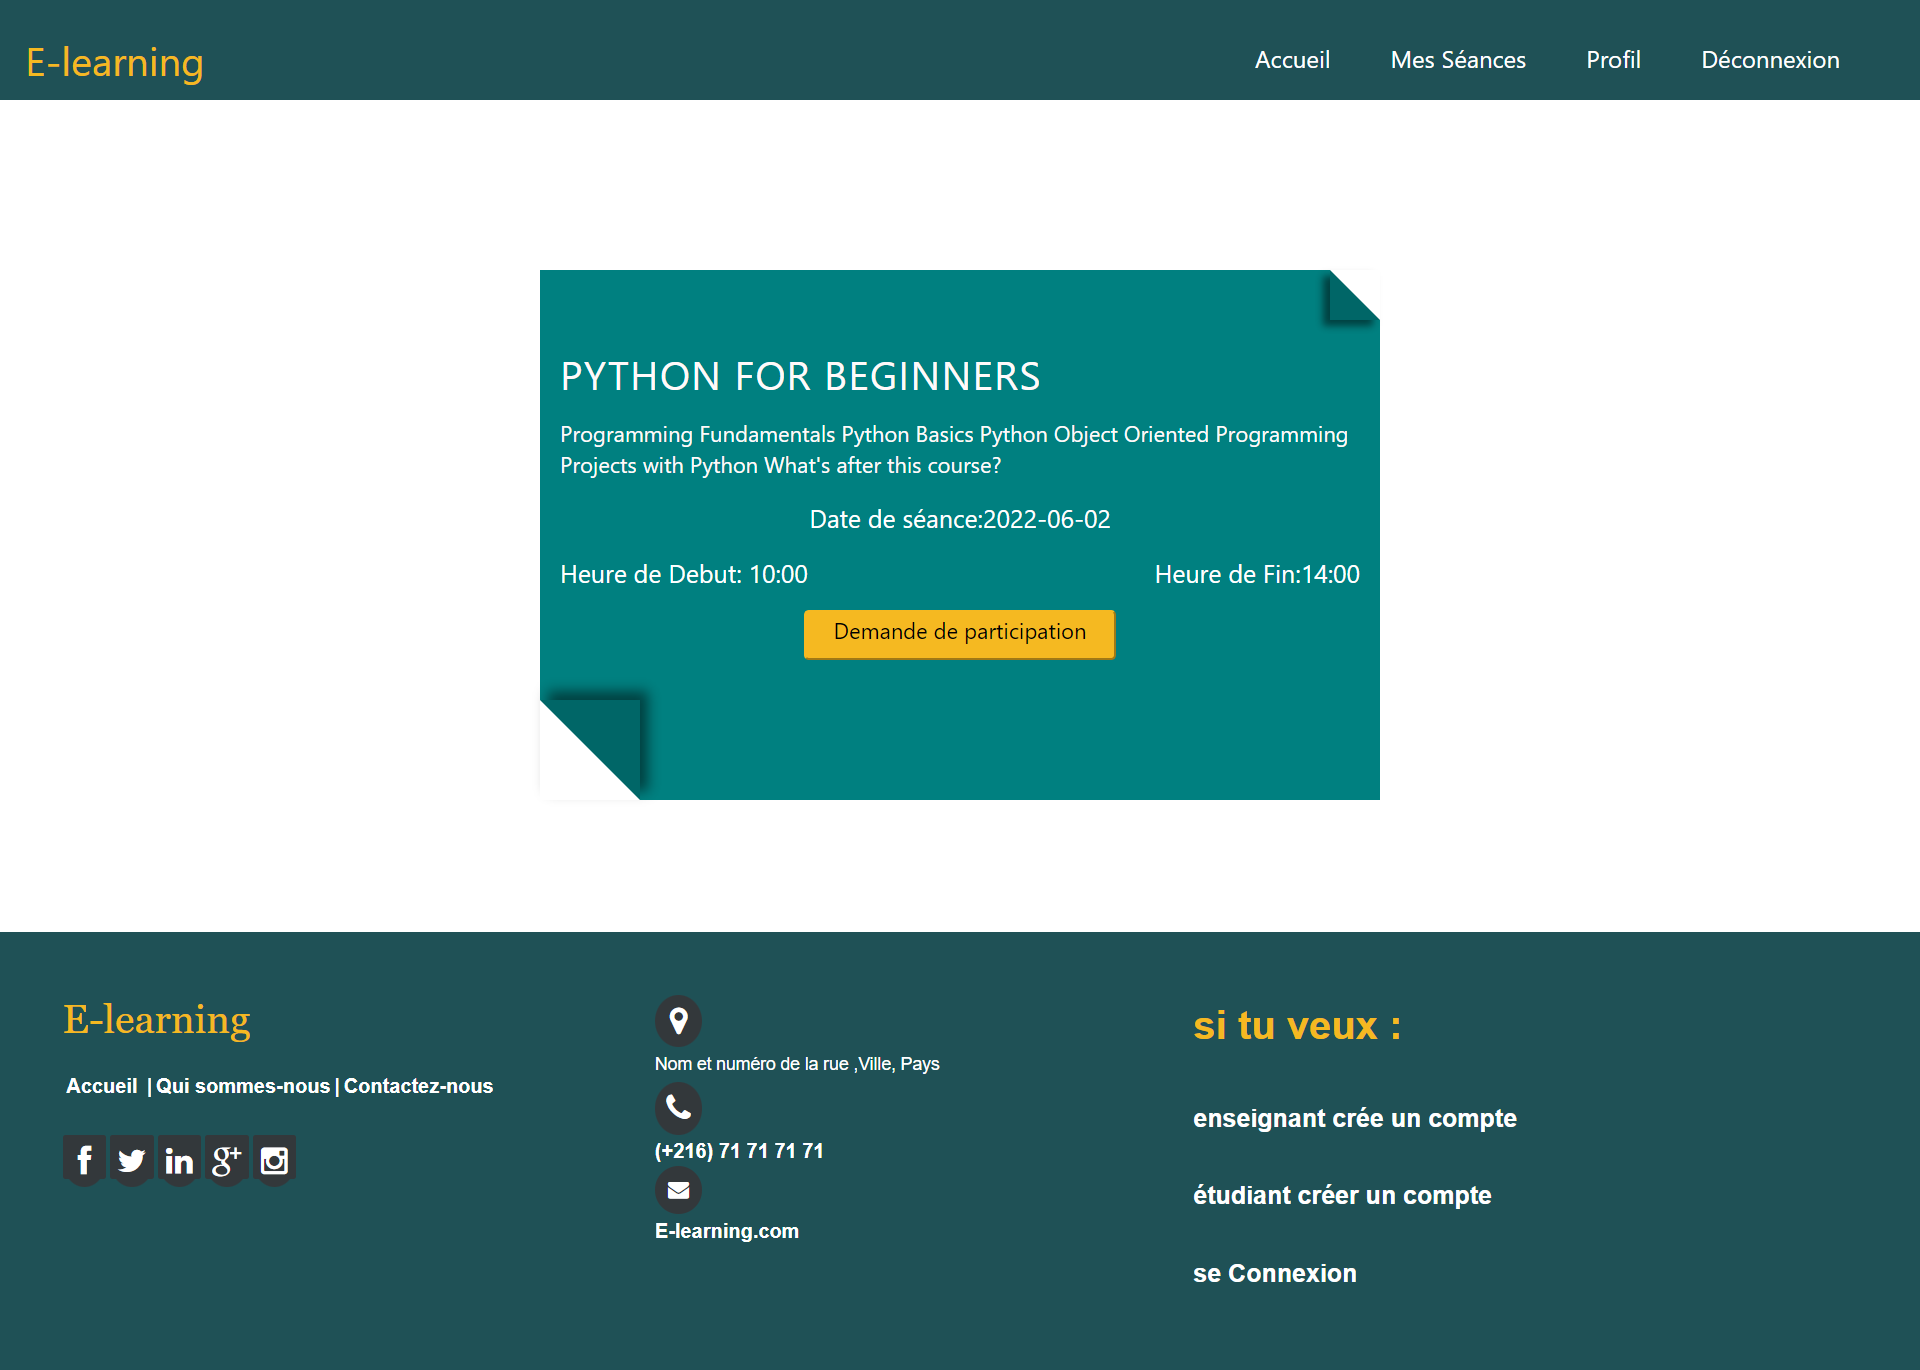 E-learning
Accueil Mes Séances Profil Déconnexion
PYTHON FOR BEGINNERS
Programming Fundamentals Python Basics Python Object Oriented Programming
Projects with Python What's after this course?
Date de séance:2022-06-02
Heure de Debut: 10:00
Heure de Fin:14:00
Demande de participation
E-learning
Accueil | Qui sommes-nous | Contactez-nous
Nom et numéro de la rue ,Ville, Pays
(+216) 71 71 71 71
E-learning.com
si tu veux :
enseignant crée un compte
étudiant créer un compte
se Connexion